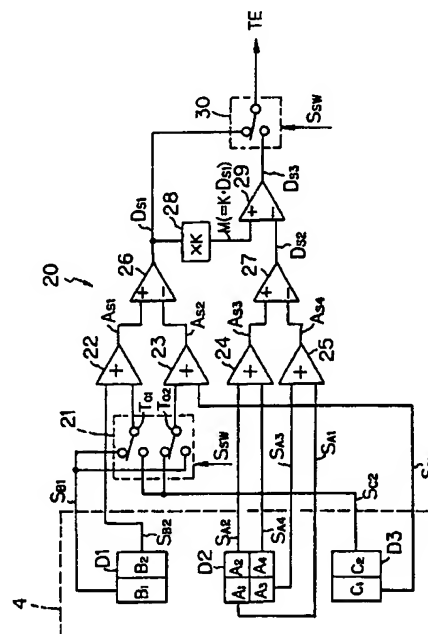 20
4
D1
B1
B2
D2
A1
A2
A3
A4
D3
C1
C2
SB1
SB2
SA2
SA4
SA3
SA1
SC2
21
TO1
TO2
SSW
22
+
23
+
24
+
25
+
AS1
AS2
AS3
AS4
26
+
−
27
+
−
DS1
28
×K
M(=K·DS1)
DS2
29
+
−
DS3
30
SSW
TE